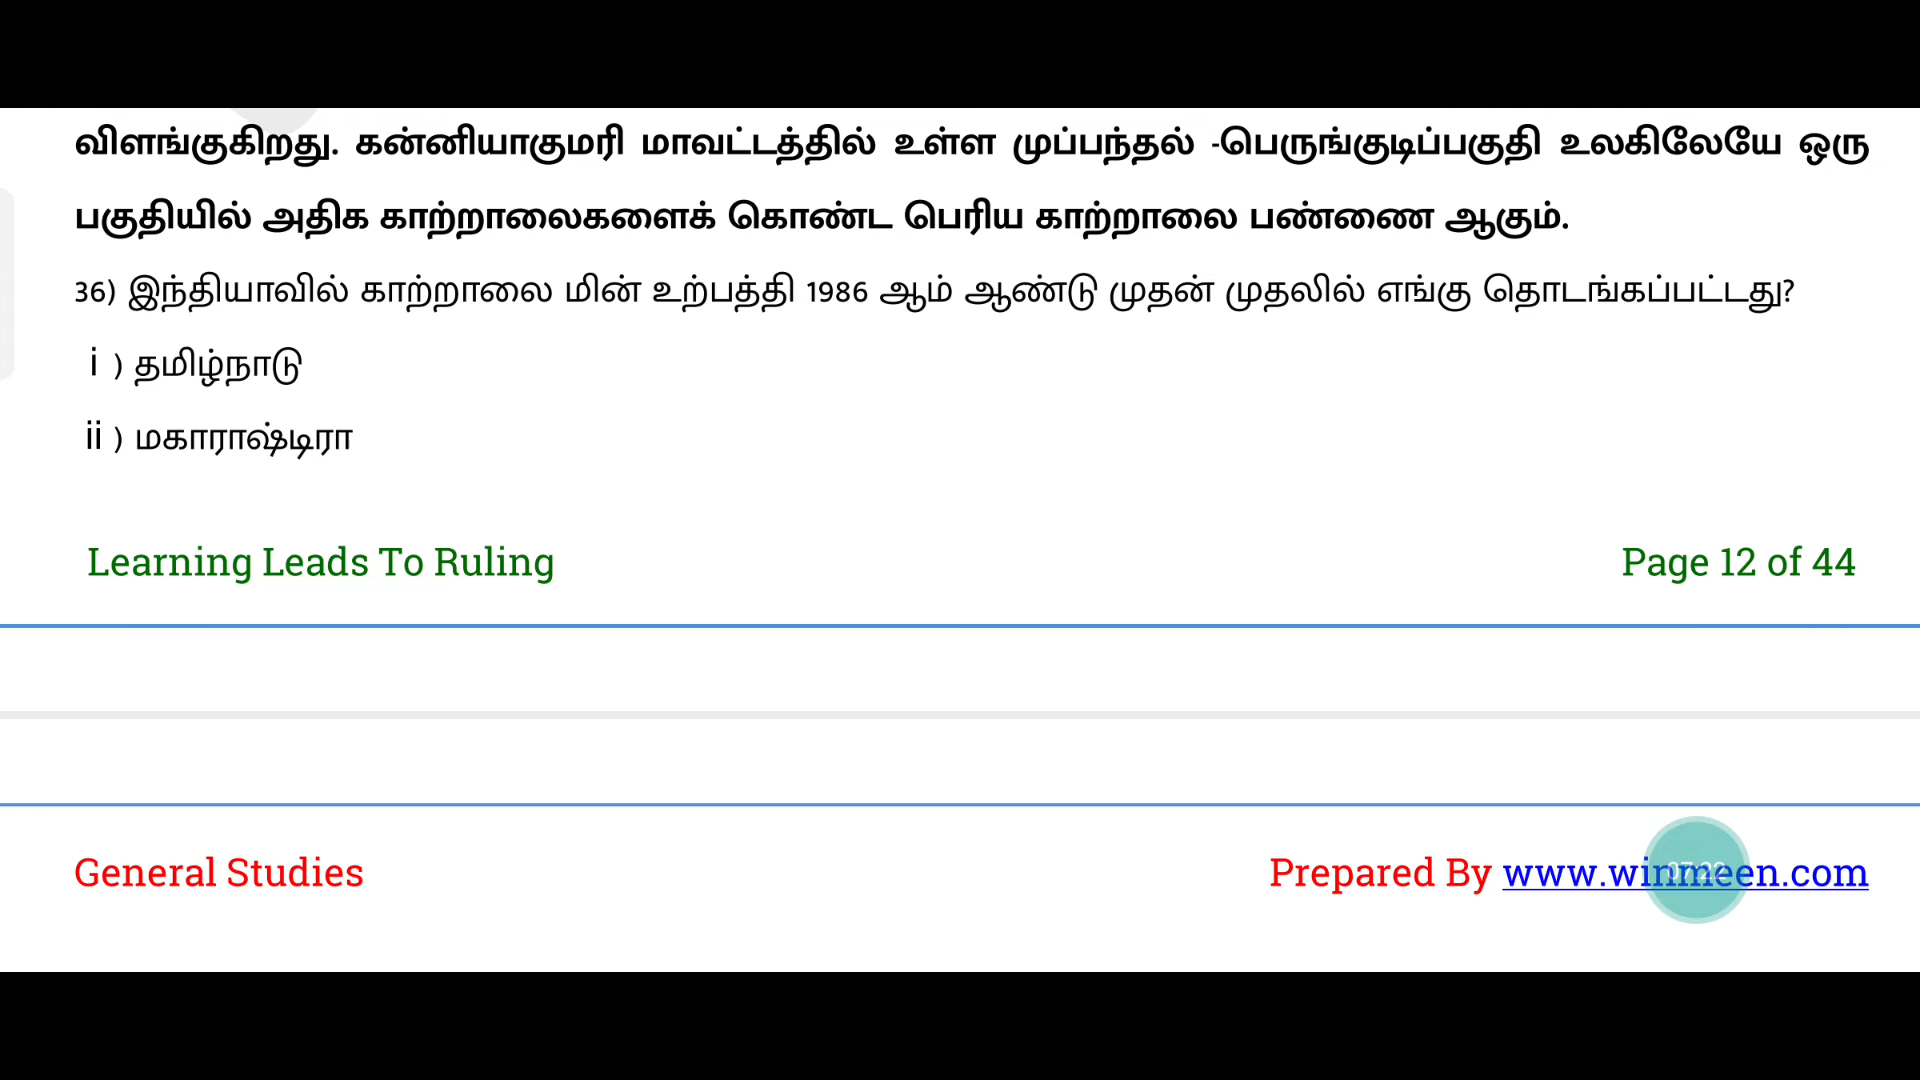 விளங்குகிறது. கன்னியாகுமரி மாவட்டத்தில் உள்ள முப்பந்தல் -பெருங்குடிப்பகுதி உலகிலேயே ஒரு
பகுதியில் அதிக காற்றாலைகளைக் கொண்ட பெரிய காற்றாலை பண்ணை ஆகும்.
36) இந்தியாவில் காற்றாலை மின் உற்பத்தி 1986 ஆம் ஆண்டு முதன் முதலில் எங்கு தொடங்கப்பட்டது?
i ) தமிழ்நாடு
ii ) மகாராஷ்டிரா
Learning Leads To Ruling Page 12 of 44
General Studies Prepared By www.winmeen.com
07:22